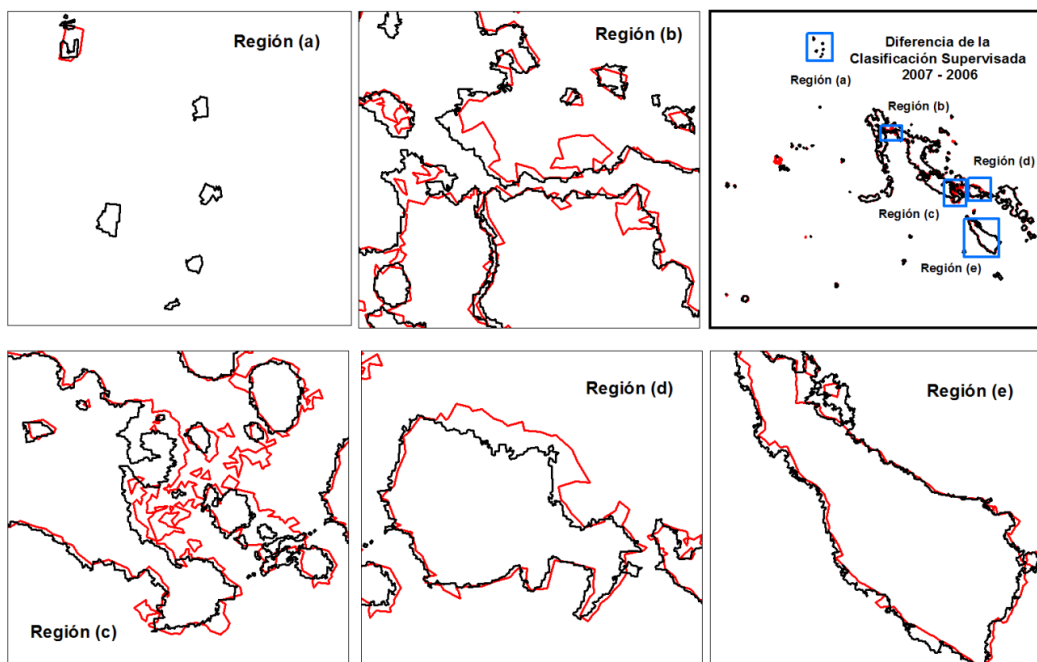 Región (a)
Región (b)
Diferencia de la
Clasificación Supervisada
2007 - 2006
Región (a)
Región (b)
Región (d)
Región (c)
Región (e)
Región (c)
Región (d)
Región (e)